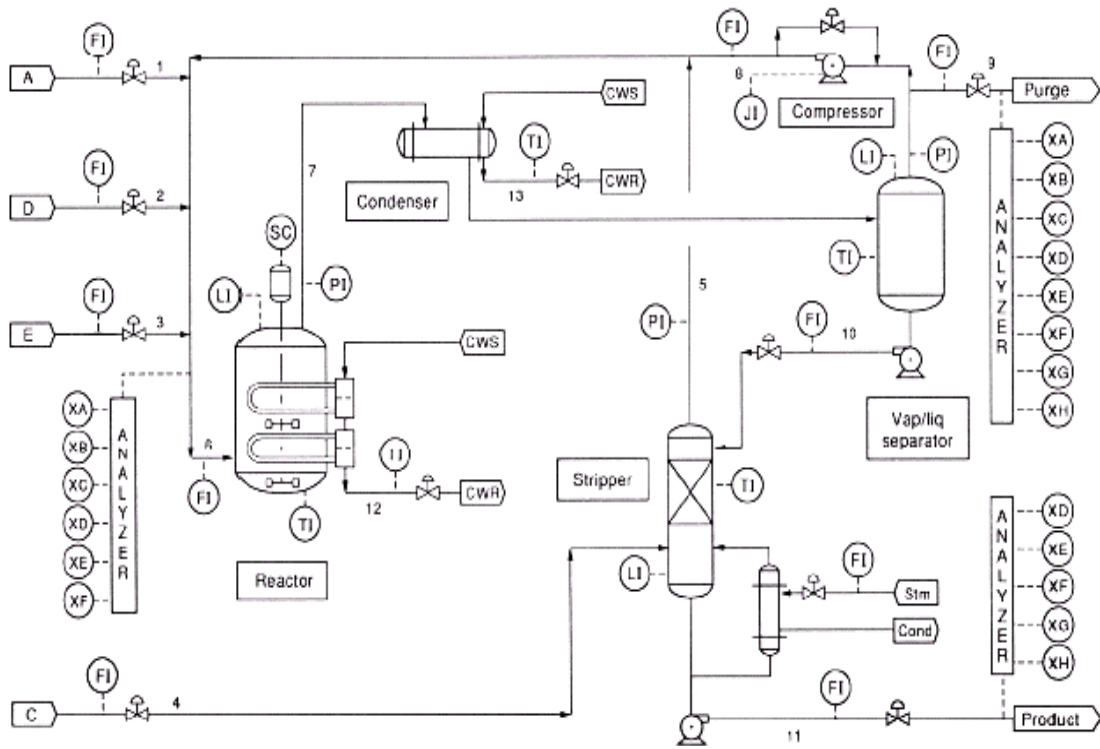 FI
FI
FI
8
9
A
1
JI
Compressor
Purge
CWS
LI
PI
XA
7
TI
XB
FI
13
CWR
XC
D
2
Condenser
SC
TI
XD
LI
PI
5
XE
FI
PI
FI
10
XF
E
3
CWS
XG
ANALYZER
XH
XA
Vap/liq
separator
XB
6
Stripper
XC
FI
TI
TI
12
CWR
XD
TI
XD
XE
LI
FI
XE
XF
Reactor
Stm
XF
ANALYZER
Cond
XG
ANALYZER
XH
FI
FI
C
4
11
Product